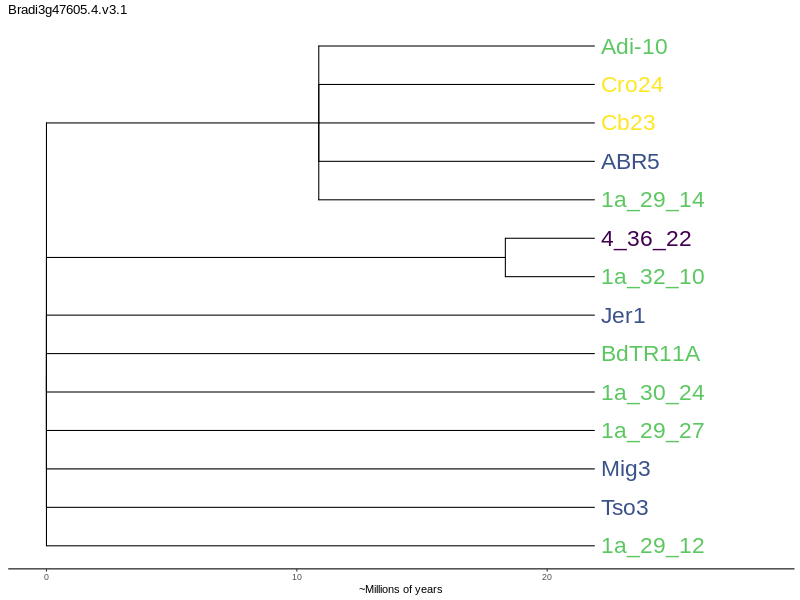 Bradi3g47605.4.v3.1
Adi-10
Cro24
Cb23
ABR5
1a_29_14
4_36_22
1a_32_10
Jer1
BdTR11A
1a_30_24
1a_29_27
Mig3
Tso3
1a_29_12
0 10 20
~Millions of years